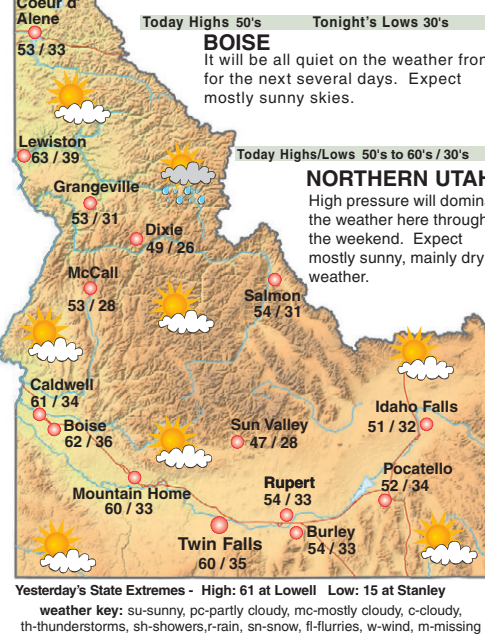 Coeur d'
Alene
53 / 33
Today Highs 50's Tonight's Lows 30's
BOISE
It will be all quiet on the weather fron
for the next several days. Expect
mostly sunny skies.
Lewiston
63 / 39
Today Highs/Lows 50's to 60's / 30's
NORTHERN UTAH
High pressure will domina
the weather here through
the weekend. Expect
mostly sunny, mainly dry
weather.
Grangeville
53 / 31
Dixie
49 / 26
McCall
53 / 28
Salmon
54 / 31
Caldwell
61 / 34
Boise
62 / 36
Sun Valley
47 / 28
Idaho Falls
51 / 32
Pocatello
52 / 34
Mountain Home
60 / 33
Rupert
54 / 33
Burley
54 / 33
Twin Falls
60 / 35
Yesterday's State Extremes - High: 61 at Lowell Low: 15 at Stanley
weather key: su-sunny, pc-partly cloudy, mc-mostly cloudy, c-cloudy,
th-thunderstorms, sh-showers,r-rain, sn-snow, fl-flurries, w-wind, m-missing